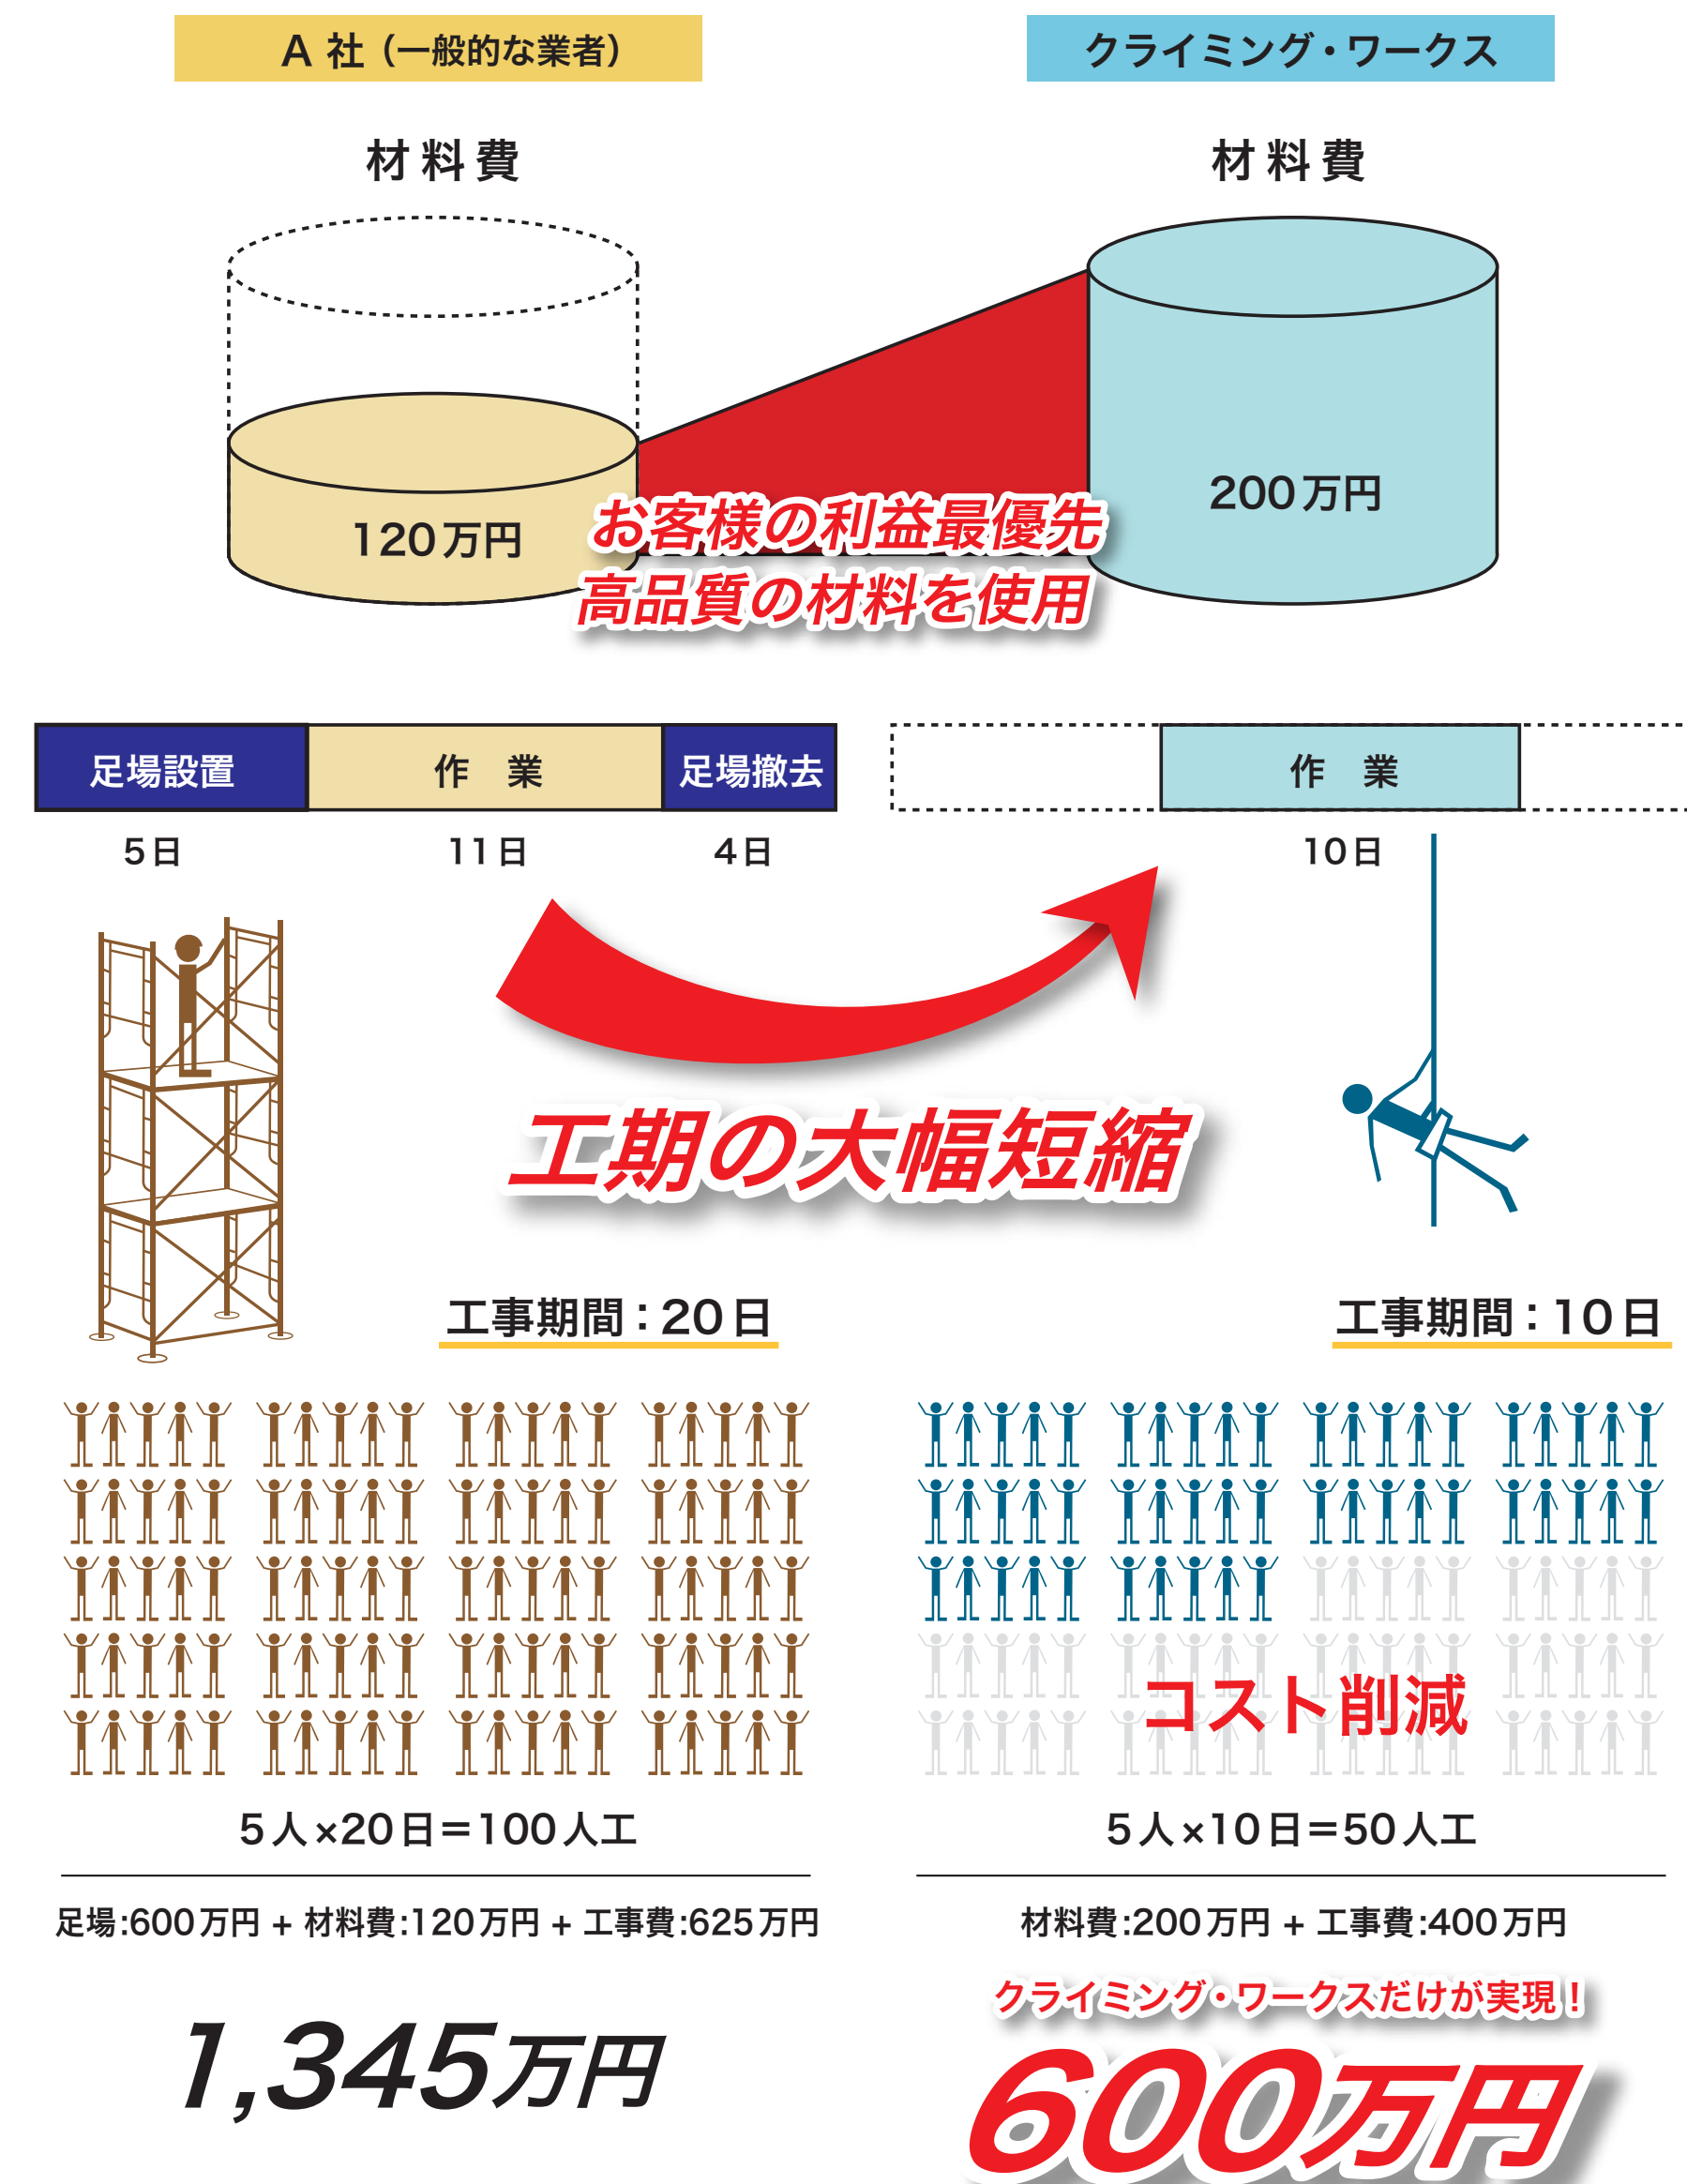 A 社（一般的な業者）
クライミング・ワークス
材料費
材料費
120万円
200万円
お客様の利益最優先
高品質の材料を使用
足場設置
作　業
足場撤去
作　業
5日
11日
4日
10日
工期の大幅短縮
工事期間：20日
工事期間：10日
コスト削減
5人×20日＝100人工
5人×10日＝50人工
足場:600万円 + 材料費:120万円 + 工事費:625万円
材料費:200万円 + 工事費:400万円
クライミング・ワークスだけが実現！
1,345万円
600万円